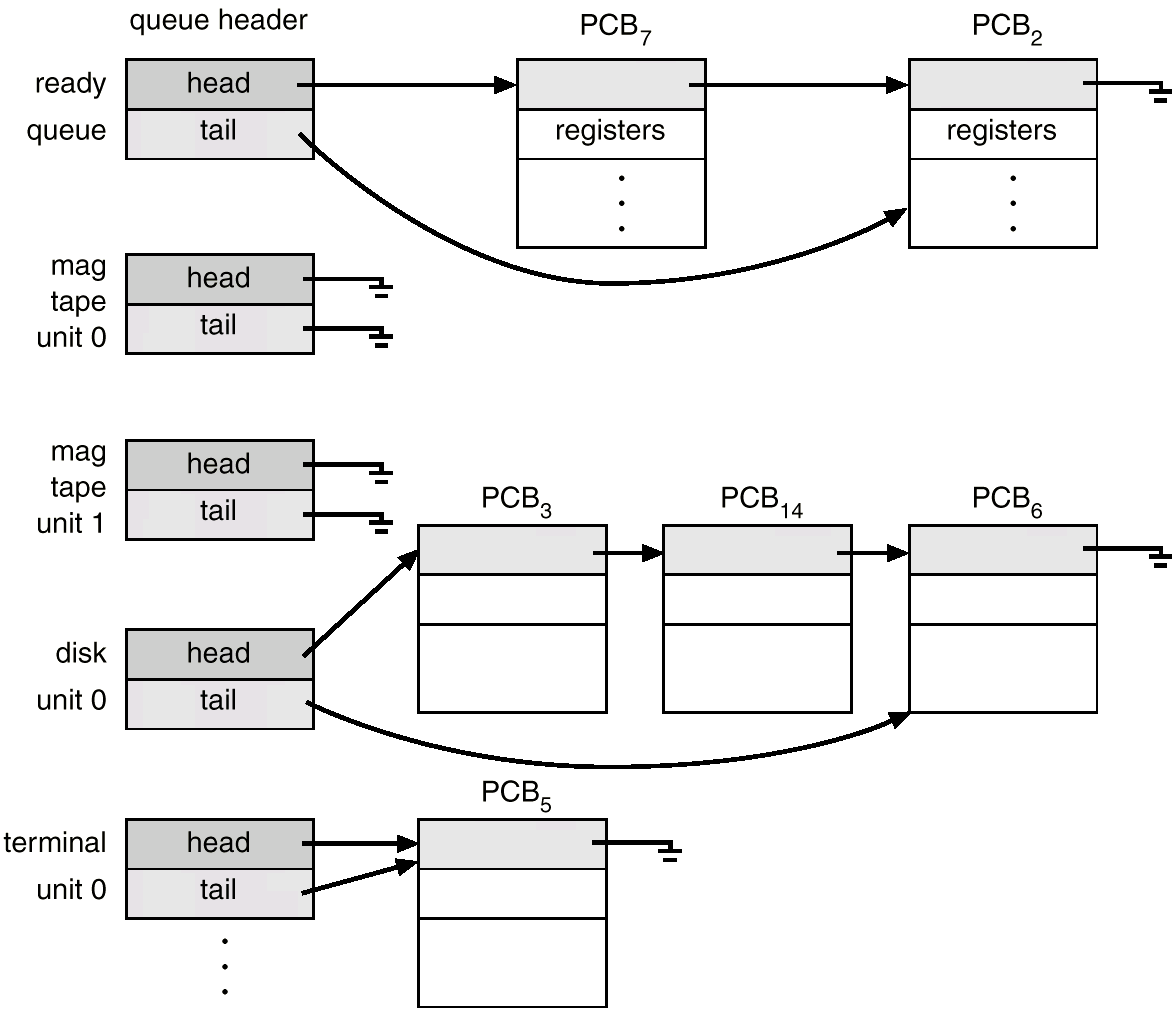 queue header
PCB7
PCB2
ready
queue
head
tail
registers
registers
mag
tape
unit 0
head
tail
mag
tape
unit 1
head
tail
PCB3
PCB14
PCB6
disk
unit 0
head
tail
PCB5
terminal
unit 0
head
tail